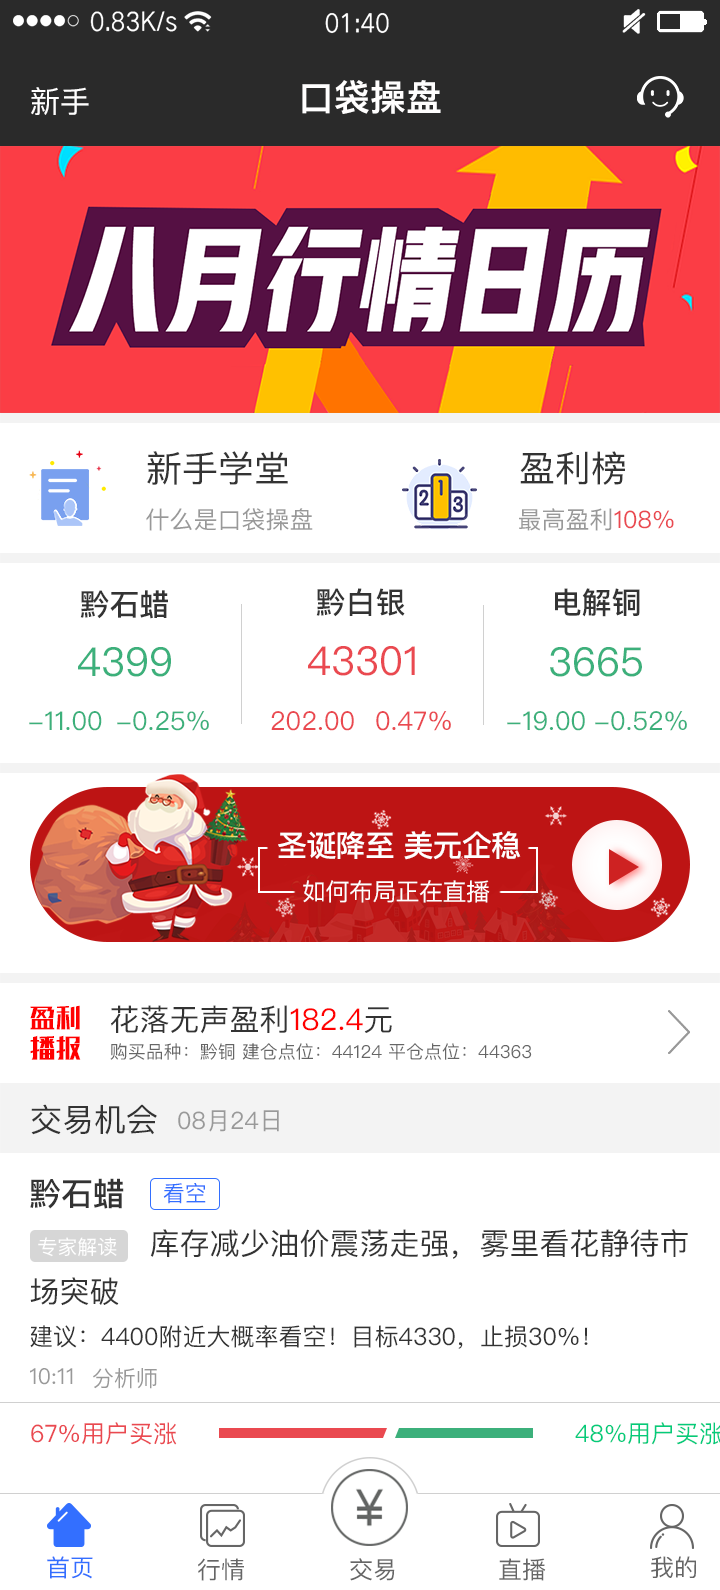 0.83K/s 01:40
新手 口袋操盘
八月行情日历
新手学堂 盈利榜
什么是口袋操盘 最高盈利108%
1 2 3
黔石蜡 黔白银 电解铜
4399 43301 3665
-11.00 -0.25% 202.00 0.47% -19.00 -0.52%
圣诞降至 美元企稳
如何布局正在直播
盈利 花落无声盈利182.4元
播报 购买品种：黔铜 建仓点位：44124 平仓点位：44363
交易机会 08月24日
黔石蜡 看空
专家解读 库存减少油价震荡走强，雾里看花静待市
场突破
建议：4400附近大概率看空！目标4330，止损30%！
10:11 分析师
67%用户买涨 48%用户买涨
¥
首页 行情 交易 直播 我的